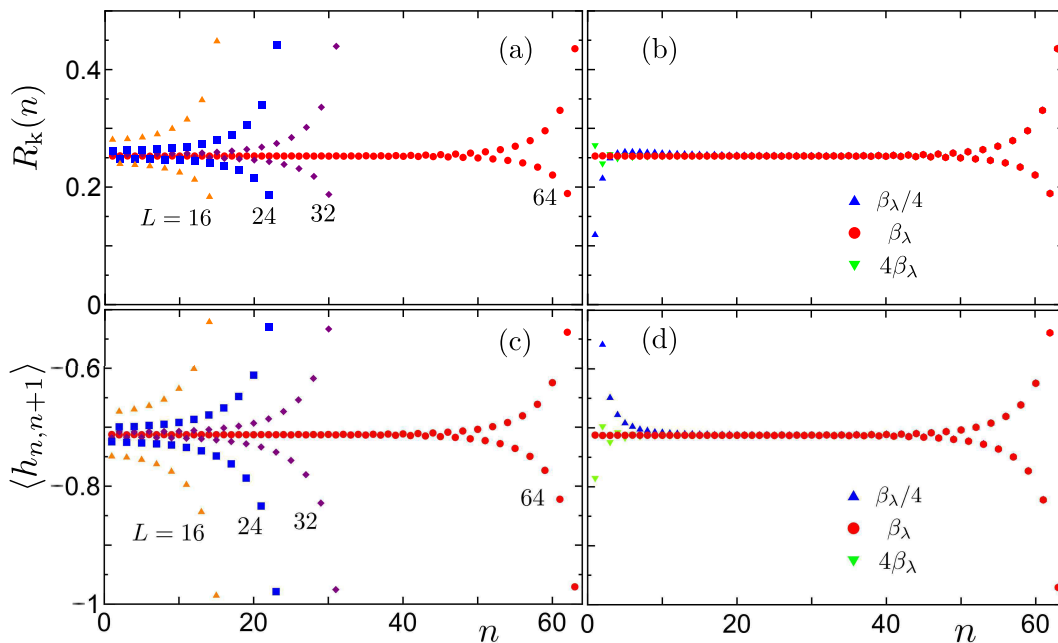 (a)
(b)
0.4
0.2
0
R_k(n)
L = 16
24
32
64
β_λ/4
β_λ
4β_λ
(c)
(d)
−0.6
−0.8
−1
⟨h_{n,n+1}⟩
L = 16
24
32
64
β_λ/4
β_λ
4β_λ
0 20 40 n 60
0 20 40 n 60